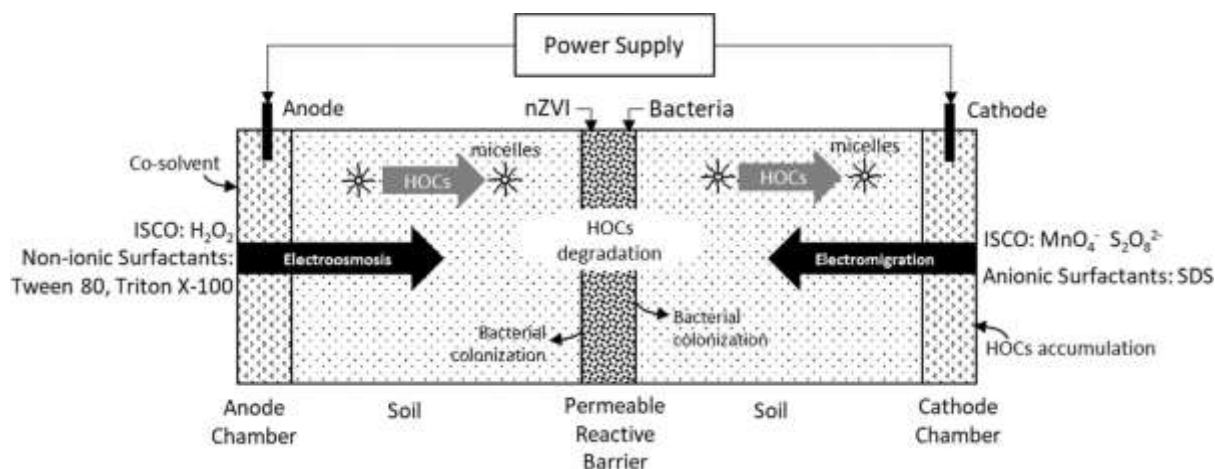 Power Supply
Anode
nZVI
Bacteria
Cathode
Co-solvent
micelles
HOCs
micelles
HOCs
ISCO: H₂O₂
Non-ionic Surfactants:
Tween 80, Triton X-100
Electroosmosis
HOCs
degradation
Electromigration
ISCO: MnO₄⁻ S₂O₈²⁻
Anionic Surfactants: SDS
Bacterial
colonization
Bacterial
colonization
HOCs accumulation
Anode
Chamber
Soil
Permeable
Reactive
Barrier
Soil
Cathode
Chamber